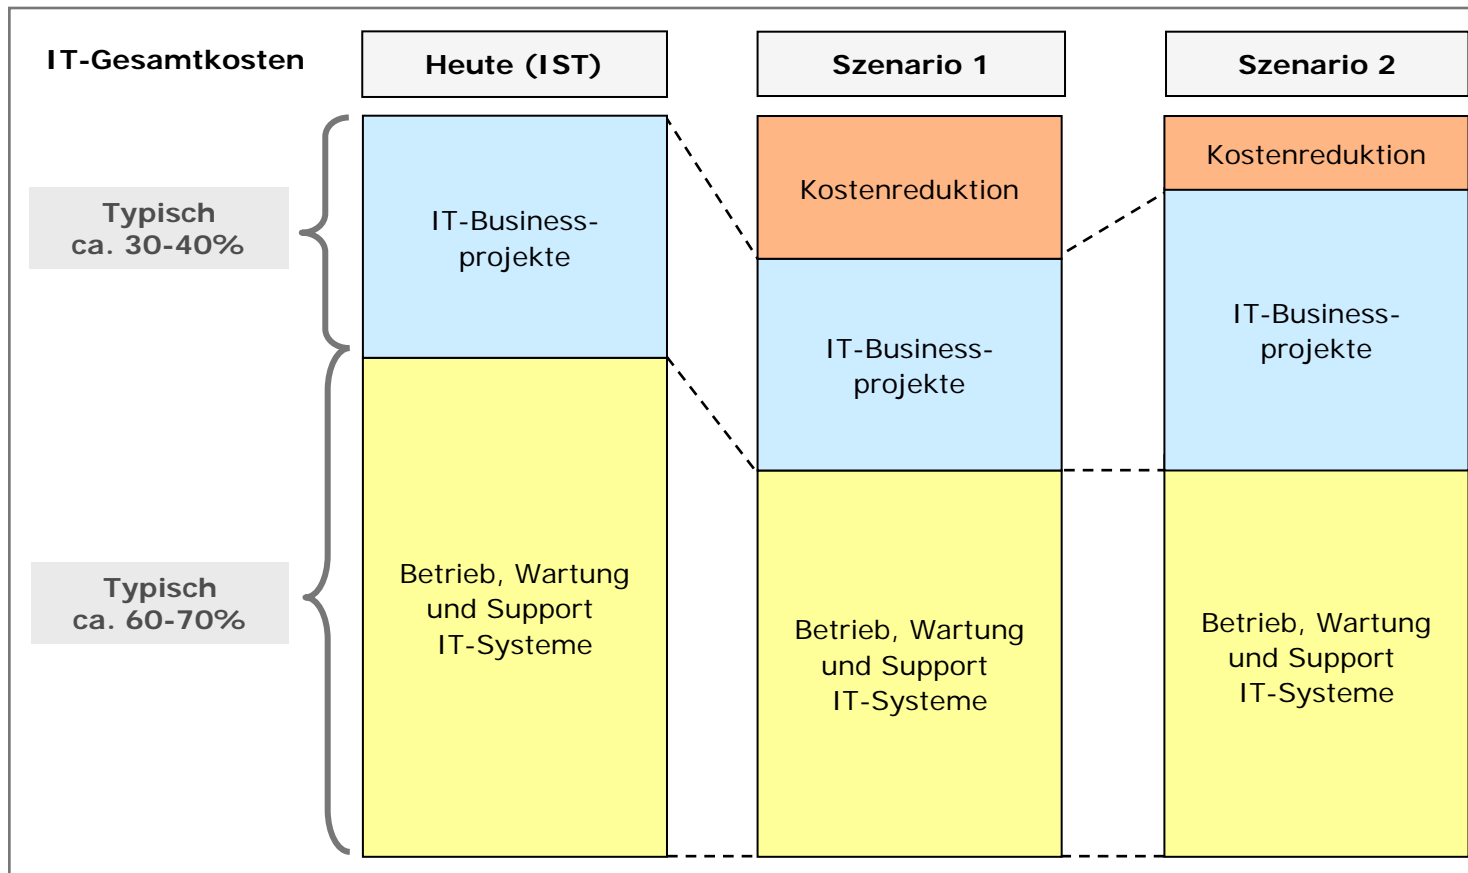 IT-Gesamtkosten
Heute (IST)
Szenario 1
Szenario 2
Typisch
ca. 30-40%
IT-Business-
projekte
Kostenreduktion
Kostenreduktion
IT-Business-
projekte
IT-Business-
projekte
Typisch
ca. 60-70%
Betrieb, Wartung
und Support
IT-Systeme
Betrieb, Wartung
und Support
IT-Systeme
Betrieb, Wartung
und Support
IT-Systeme